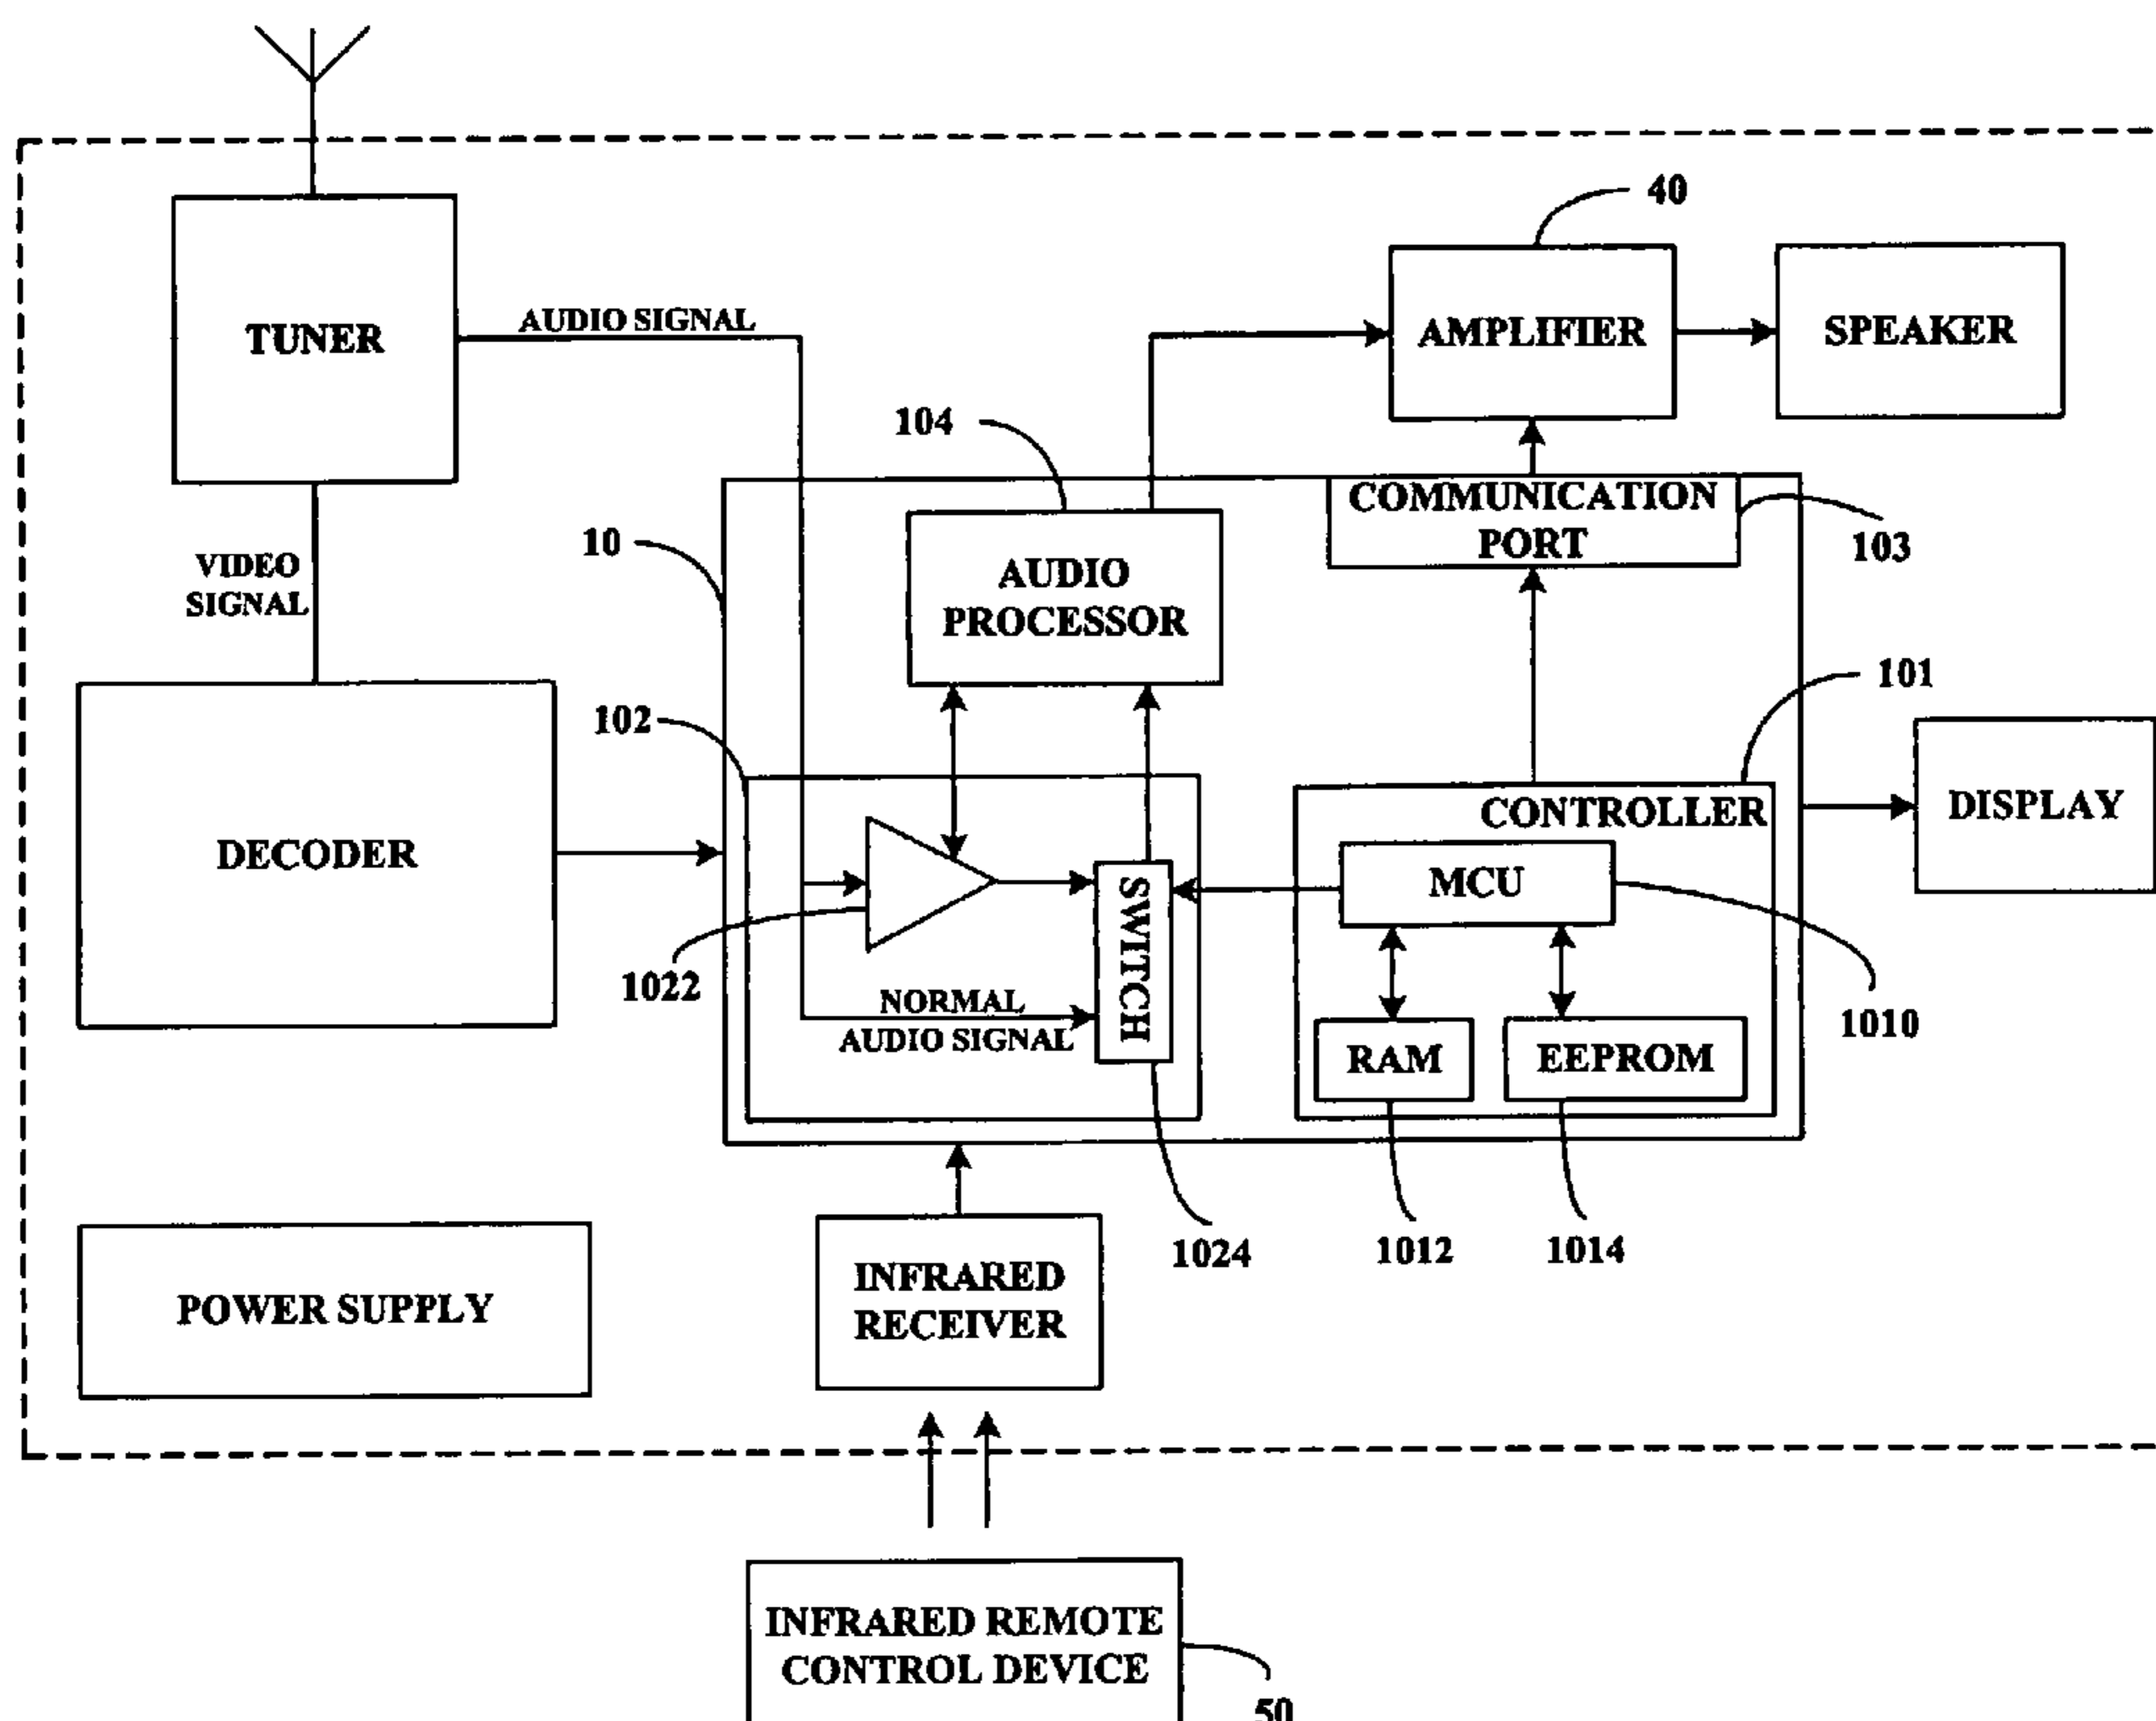 40
TUNER
AUDIO SIGNAL
AMPLIFIER
SPEAKER
104
COMMUNICATION
PORT
103
10
VIDEO
SIGNAL
AUDIO
PROCESSOR
101
102
DECODER
CONTROLLER
DISPLAY
MCU
SWITCH
1022
NORMAL
AUDIO SIGNAL
1010
RAM
EEPROM
1024
1012
1014
POWER SUPPLY
INFRARED
RECEIVER
INFRARED REMOTE
CONTROL DEVICE
50